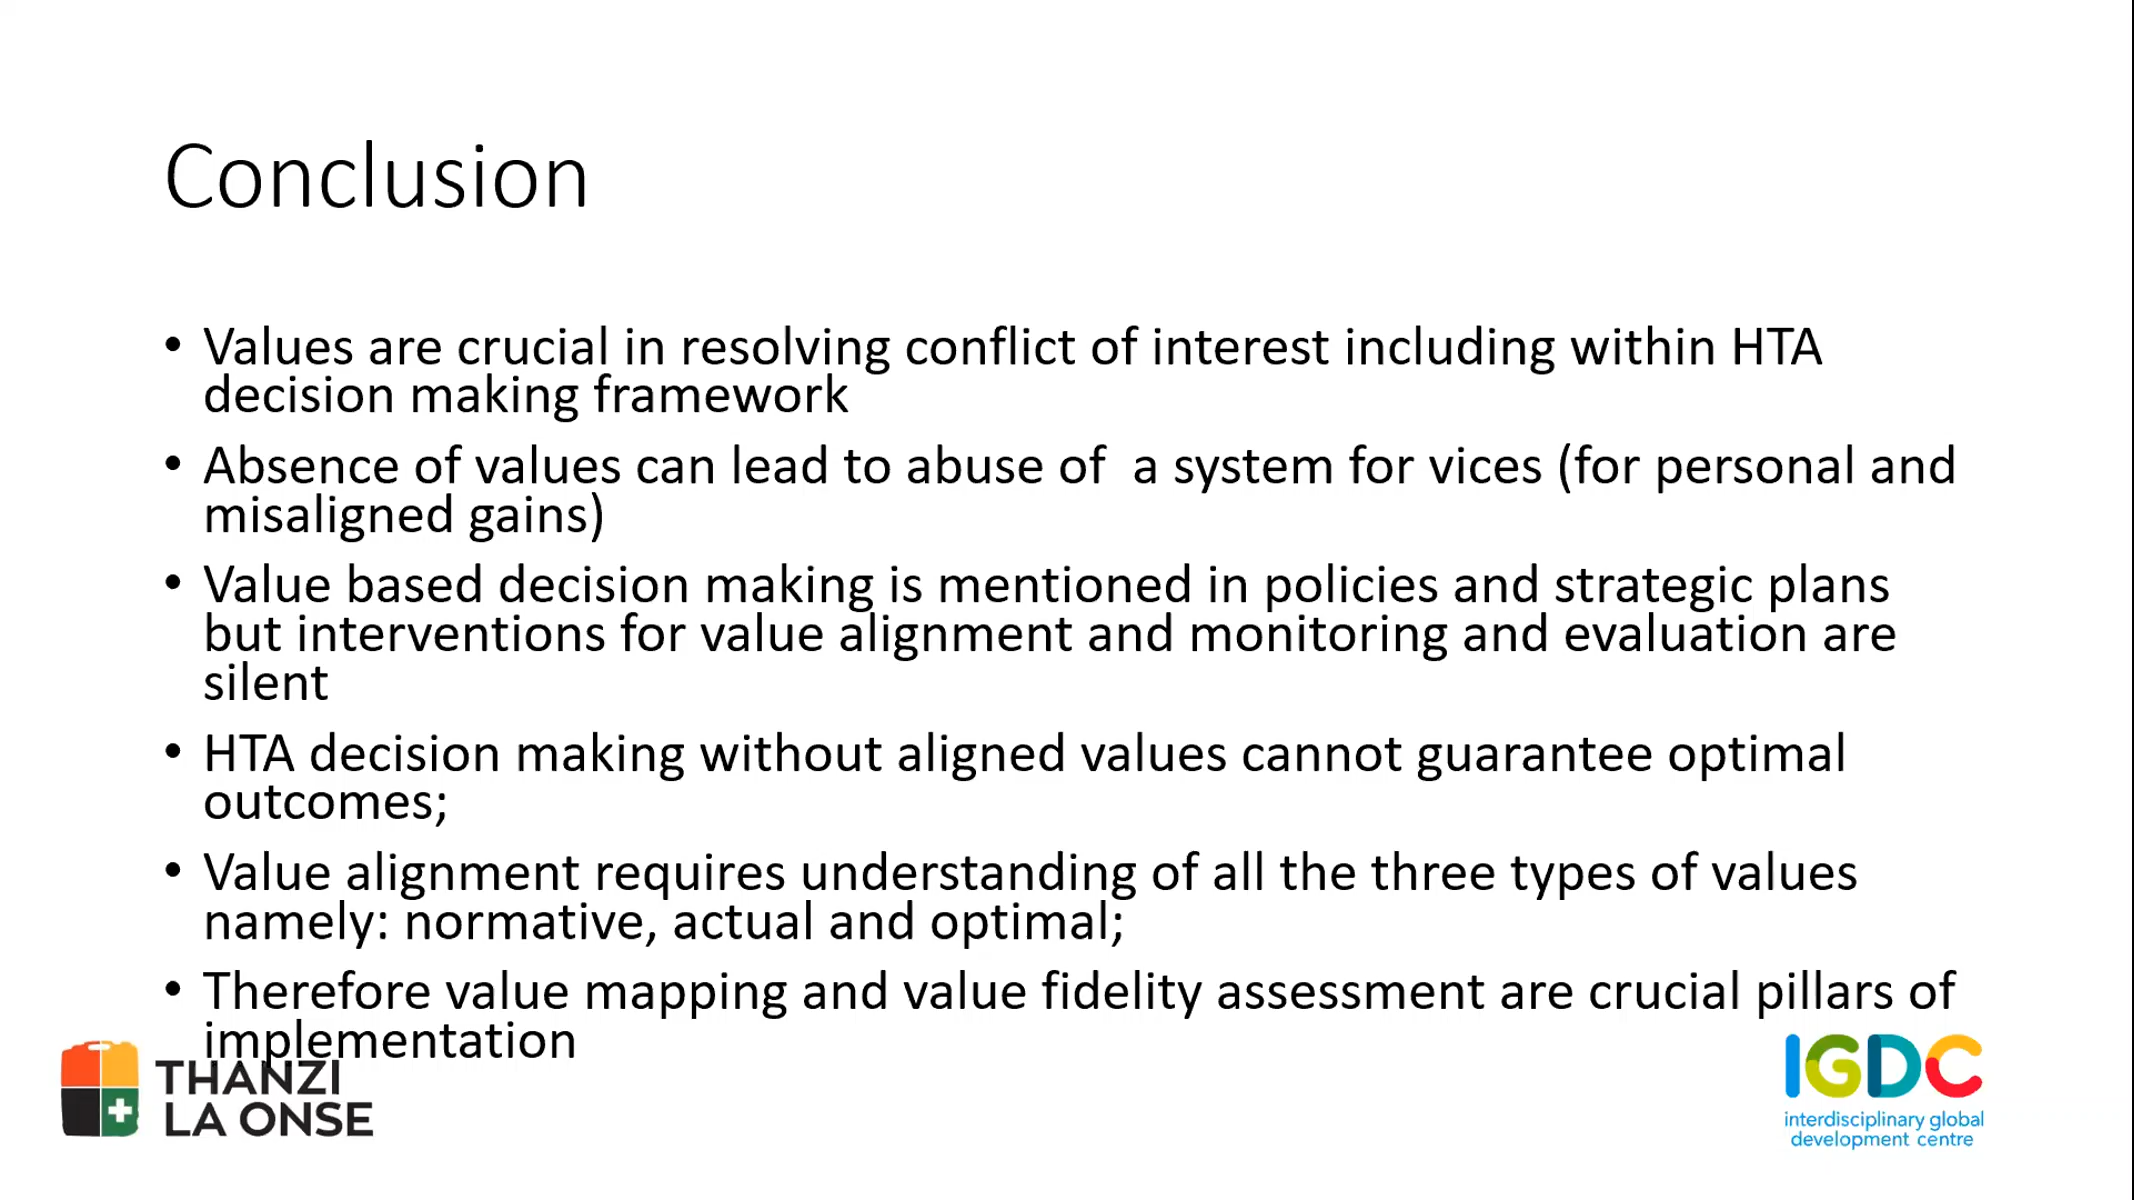 Conclusion
• Values are crucial in resolving conflict of interest including within HTA
decision making framework
• Absence of values can lead to abuse of  a system for vices (for personal and
misaligned gains)
• Value based decision making is mentioned in policies and strategic plans
but interventions for value alignment and monitoring and evaluation are
silent
• HTA decision making without aligned values cannot guarantee optimal
outcomes;
• Value alignment requires understanding of all the three types of values
namely: normative, actual and optimal;
• Therefore value mapping and value fidelity assessment are crucial pillars of
implementation
THANZI
LA ONSE
IGDC
interdisciplinary global
development centre